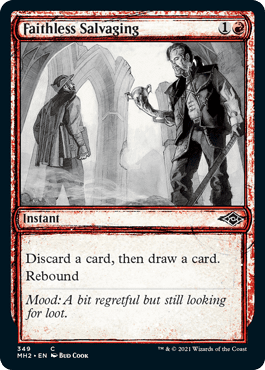 Faithless Salvaging 1
Instant
Discard a card, then draw a card.
Rebound
Mood: A bit regretful but still looking
for loot.
349 C
MH2 • EN Bud Cook
™ & © 2021 Wizards of the Coast